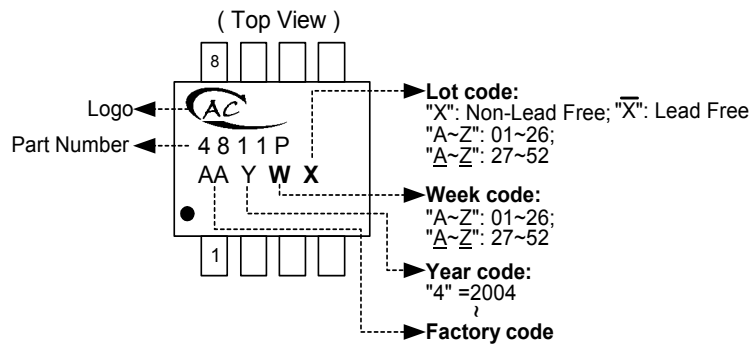 ( Top View )
8
Logo
AC
Part Number
4 8 1 1 P
AA Y W X
1
Lot code:
"X": Non-Lead Free; "X̅": Lead Free
"A~Z": 01~26;
"A̲~Z̲": 27~52
Week code:
"A~Z": 01~26;
"A̲~Z̲": 27~52
Year code:
"4" =2004
~
Factory code